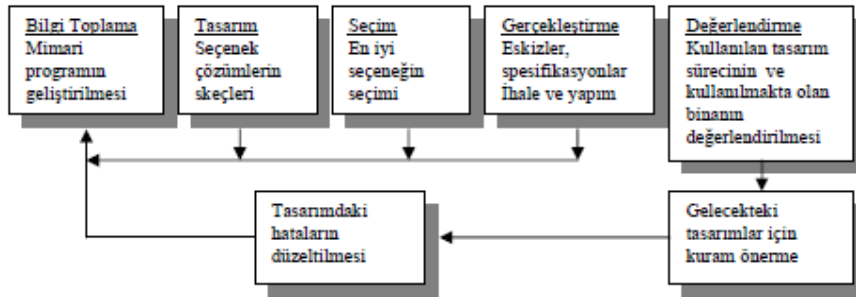 Bilgi Toplama
Mimari
programın
geliştirilmesi
Tasarım
Seçenek
çözümlerin
skeçleri
Seçim
En iyi
seçeneğin
seçimi
Gerçekleştirme
Eskizler,
spesifikasyonlar
İhale ve yapım
Değerlendirme
Kullanılan tasarım
sürecinin ve
kullanılmakta olan
binanın
değerlendirilmesi
Tasarımdaki
hataların
düzeltilmesi
Gelecekteki
tasarımlar için
kuram önerme